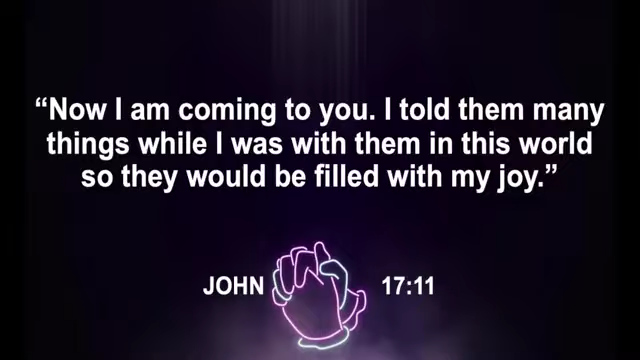 “Now I am coming to you. I told them many
things while I was with them in this world
so they would be filled with my joy.”
JOHN 17:11